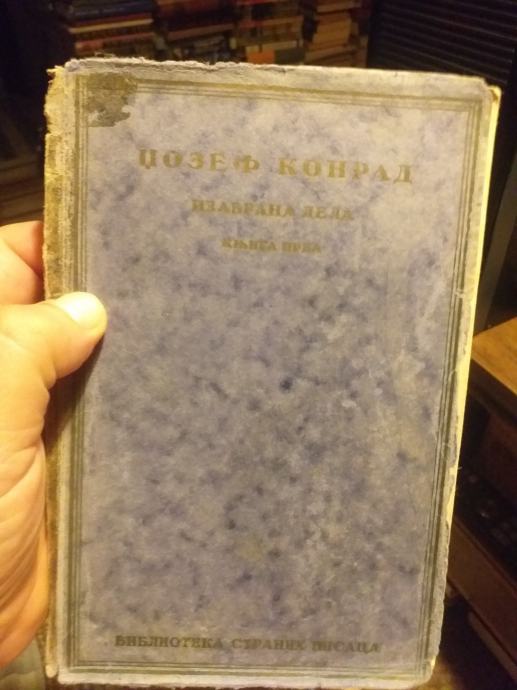 ЏОЗЕФ КОНРАД
ИЗАБРАНА ДЕЛА
КЊИГА ПРВА
БИБЛИОТЕКА СТРАНИХ ПИСАЦА